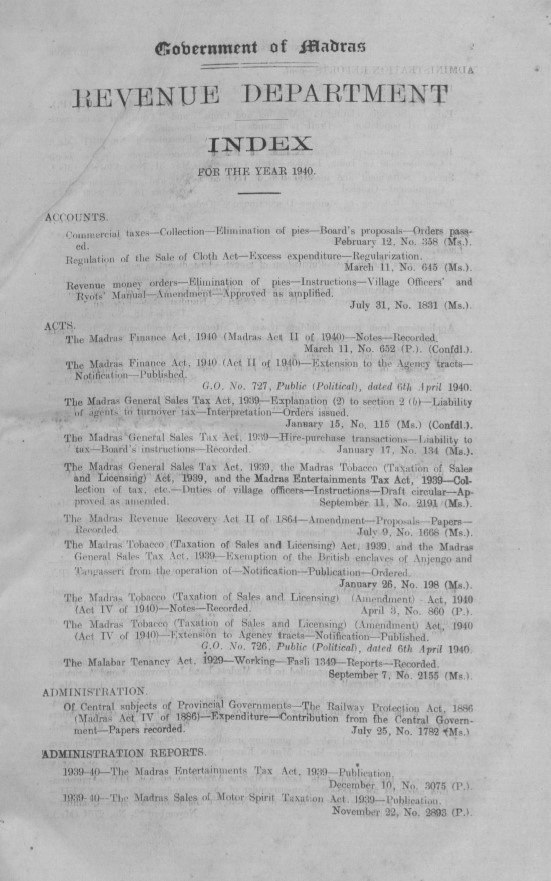 Government of Madras
REVENUE DEPARTMENT
INDEX
FOR THE YEAR 1940.
ACCOUNTS.
Commercial taxes—Collection—Elimination of pies—Board's proposals—Orders pass-
ed. February 12, No. 358 (Ms.).
Regulation of the Sale of Cloth Act—Excess expenditure—Regularization.
March 11, No. 645 (Ms.).
Revenue money orders—Elimination of pies—Instructions—Village Officers' and
Ryots' Manual—Amendment—Approved as amplified.
July 31, No. 1831 (Ms.).
ACTS.
The Madras Finance Act, 1940 (Madras Act II of 1940)—Notes—Recorded.
March 11, No. 652 (P.). (Confdl.).
The Madras Finance Act, 1940 (Act II of 1940)—Extension to the Agency tracts—
Notification—Published.
G.O. No. 727, Public (Political), dated 6th April 1940.
The Madras General Sales Tax Act, 1939—Explanation (2) to section 2 (b)—Liability
of agents to turnover tax—Interpretation—Orders issued.
January 15, No. 115 (Ms.) (Confdl.).
The Madras General Sales Tax Act, 1939—Hire-purchase transactions—Liability to
tax—Board's instructions—Recorded. January 17, No. 134 (Ms.).
The Madras General Sales Tax Act, 1939, the Madras Tobacco (Taxation of Sales
and Licensing) Act, 1939, and the Madras Entertainments Tax Act, 1939—Col-
lection of tax, etc.—Duties of village officers—Instructions—Draft circular—Ap-
proved as amended. September 11, No. 2191 (Ms.).
The Madras Revenue Recovery Act II of 1864—Amendment—Proposals—Papers—
Recorded. July 9, No. 1668 (Ms.).
The Madras Tobacco (Taxation of Sales and Licensing) Act, 1939, and the Madras
General Sales Tax Act, 1939—Exemption of the British enclaves of Anjengo and
Tangasseri from the operation of—Notification—Publication—Ordered.
January 26, No. 198 (Ms.).
The Madras Tobacco (Taxation of Sales and Licensing) (Amendment) Act, 1940
(Act IV of 1940)—Notes—Recorded. April 3, No. 860 (P.).
The Madras Tobacco (Taxation of Sales and Licensing) (Amendment) Act, 1940
(Act IV of 1940)—Extension to Agency tracts—Notification—Published.
G.O. No. 726, Public (Political), dated 6th April 1940.
The Malabar Tenancy Act, 1929—Working—Fasli 1349—Reports—Recorded.
September 7, No. 2155 (Ms.).
ADMINISTRATION.
Of Central subjects of Provincial Governments—The Railway Protection Act, 1886
(Madras Act IV of 1886)—Expenditure—Contribution from the Central Govern-
ment—Papers recorded. July 25, No. 1782 (Ms.)
ADMINISTRATION REPORTS.
1939-40—The Madras Entertainments Tax Act, 1939—Publication.
December 10, No. 3075 (P.).
1939-40—The Madras Sales of Motor Spirit Taxation Act, 1939—Publication.
November 22, No. 2893 (P.).